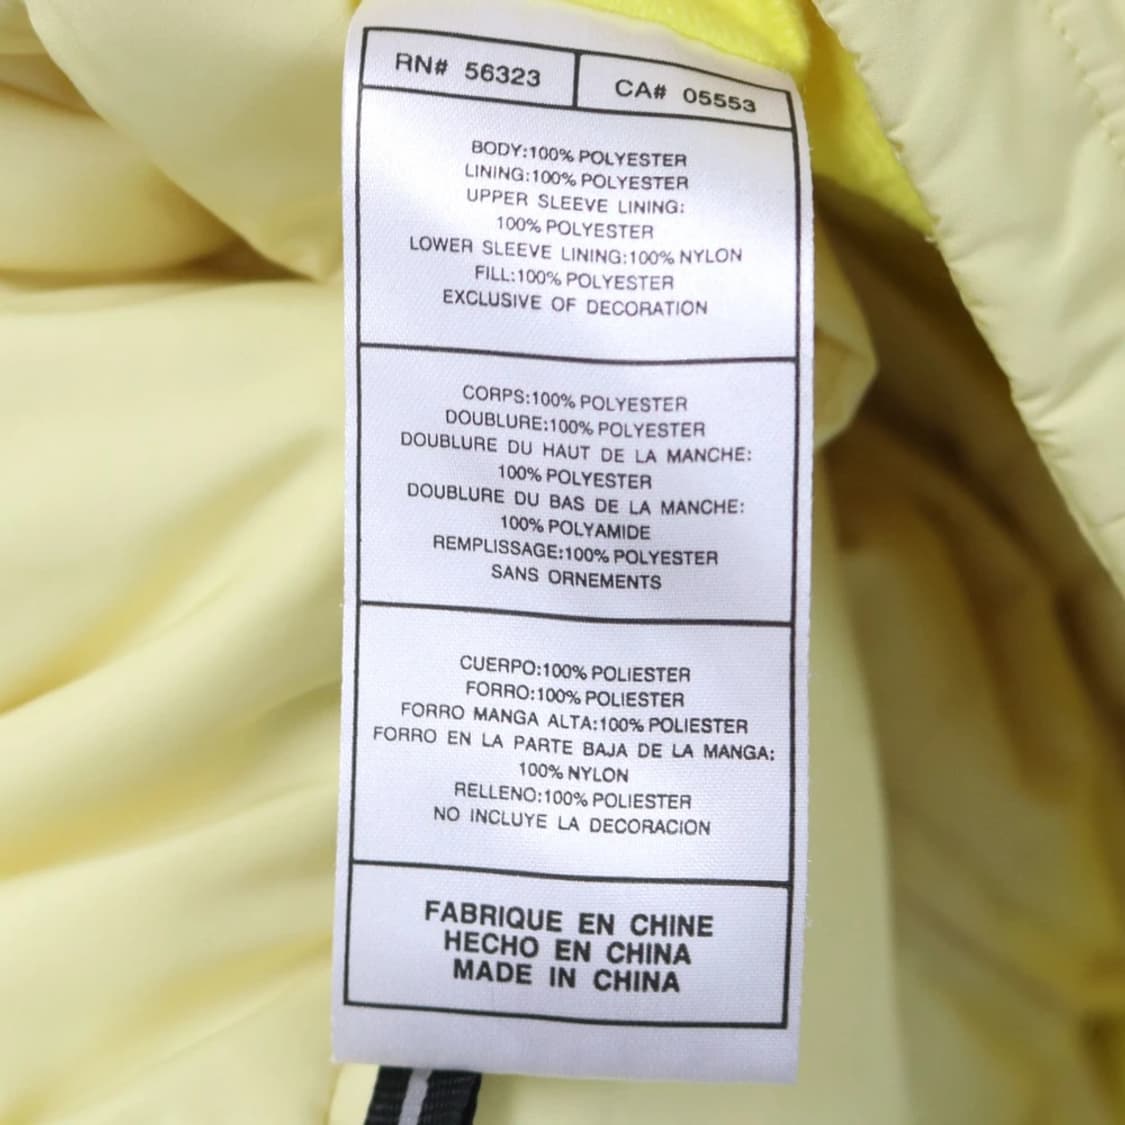 RN# 56323
CA# 05553
BODY:100% POLYESTER
LINING:100% POLYESTER
UPPER SLEEVE LINING:
100% POLYESTER
LOWER SLEEVE LINING:100% NYLON
FILL:100% POLYESTER
EXCLUSIVE OF DECORATION
CORPS:100% POLYESTER
DOUBLURE:100% POLYESTER
DOUBLURE DU HAUT DE LA MANCHE:
100% POLYESTER
DOUBLURE DU BAS DE LA MANCHE:
100% POLYAMIDE
REMPLISSAGE:100% POLYESTER
SANS ORNEMENTS
CUERPO:100% POLIESTER
FORRO:100% POLIESTER
FORRO MANGA ALTA:100% POLIESTER
FORRO EN LA PARTE BAJA DE LA MANGA:
100% NYLON
RELLENO:100% POLIESTER
NO INCLUYE LA DECORACION
FABRIQUE EN CHINE
HECHO EN CHINA
MADE IN CHINA